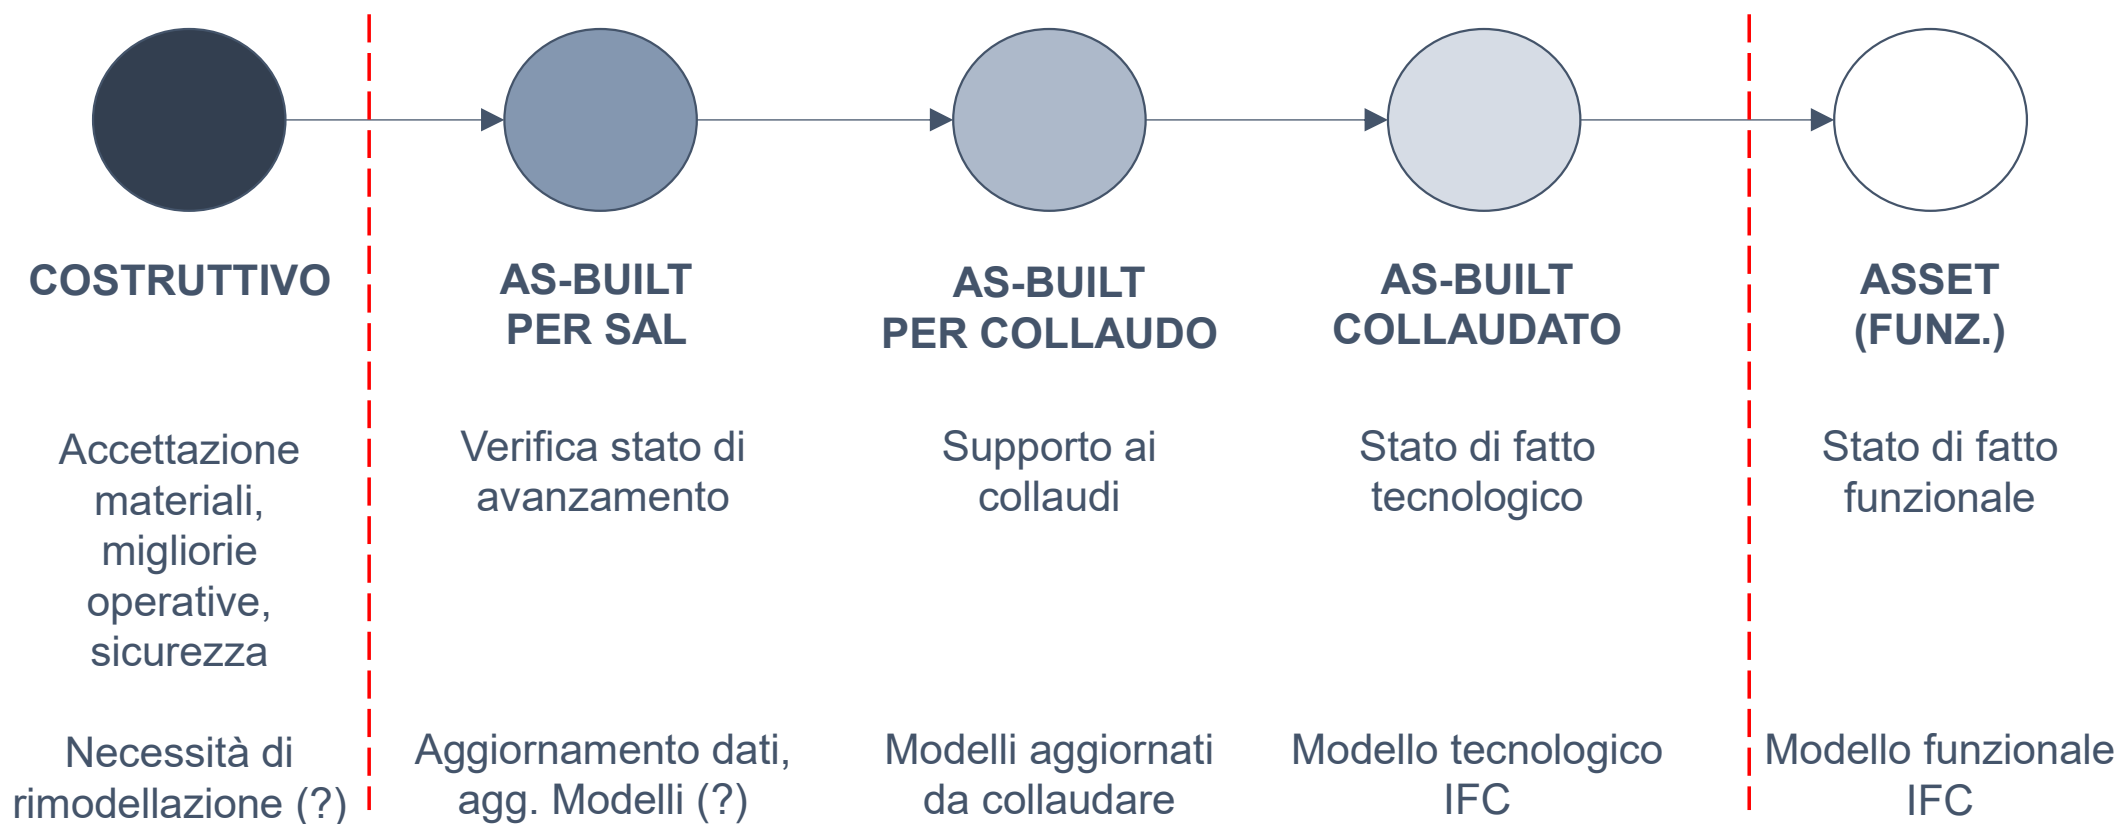 COSTRUTTIVO
AS-BUILT
PER SAL
AS-BUILT
PER COLLAUDO
AS-BUILT
COLLAUDATO
ASSET
(FUNZ.)
Accettazione
materiali,
migliorie
operative,
sicurezza
Verifica stato di
avanzamento
Supporto ai
collaudi
Stato di fatto
tecnologico
Stato di fatto
funzionale
Necessità di
rimodellazione (?)
Aggiornamento dati,
agg. Modelli (?)
Modelli aggiornati
da collaudare
Modello tecnologico
IFC
Modello funzionale
IFC